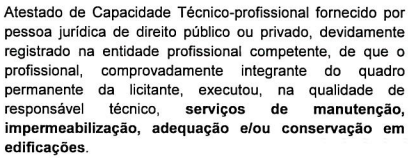 Atestado de Capacidade Técnico-profissional fornecido por
pessoa jurídica de direito público ou privado, devidamente
registrado na entidade profissional competente, de que o
profissional, comprovadamente integrante do quadro
permanente da licitante, executou, na qualidade de
responsável técnico, serviços de manutenção,
impermeabilização, adequação e/ou conservação em
edificações.